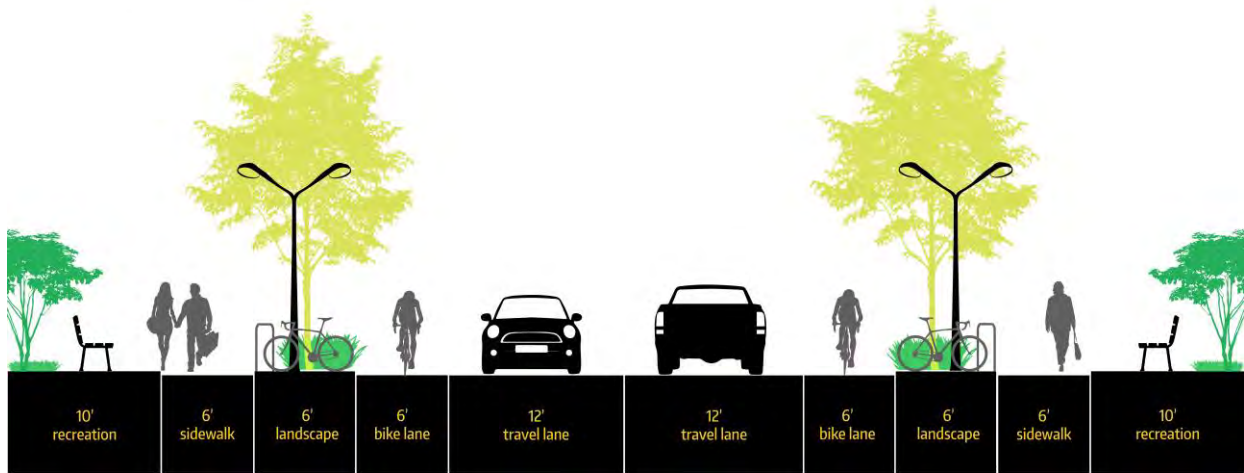 10'
recreation
6'
sidewalk
6'
landscape
6'
bike lane
12'
travel lane
12'
travel lane
6'
bike lane
6'
landscape
6'
sidewalk
10'
recreation